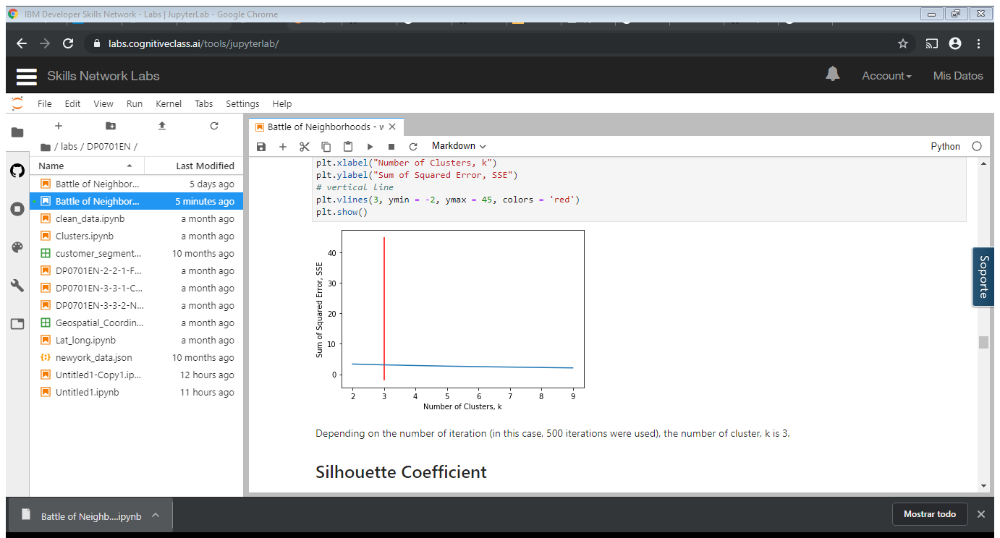 IBM Developer Skills Network - Labs | JupyterLab - Google Chrome
labs.cognitiveclass.ai/tools/jupyterlab/
Skills Network Labs
Account
Mis Datos
File Edit View Run Kernel Tabs Settings Help
/ labs / DP0701EN /
Name Last Modified
Battle of Neighbor... 5 days ago
Battle of Neighbor... 5 minutes ago
clean_data.ipynb a month ago
Clusters.ipynb a month ago
customer_segment... 10 months ago
DP0701EN-2-2-1-F... a month ago
DP0701EN-3-3-1-C... a month ago
DP0701EN-3-3-2-N... a month ago
Geospatial_Coordin... a month ago
Lat_long.ipynb a month ago
newyork_data.json 10 months ago
Untitled1-Copy1.ip... 12 hours ago
Untitled1.ipynb 11 hours ago
Battle of Neighborhoods - w
Markdown
Python
plt.xlabel("Number of Clusters, k")
plt.ylabel("Sum of Squared Error, SSE")
# vertical line
plt.vlines(3, ymin = -2, ymax = 45, colors = 'red')
plt.show()
Sum of Squared Error, SSE
40
30
20
10
0
2 3 4 5 6 7 8 9
Number of Clusters, k
Depending on the number of iteration (in this case, 500 iterations were used), the number of cluster, k is 3.
Silhouette Coefficient
Soporte
Battle of Neighb....ipynb
Mostrar todo